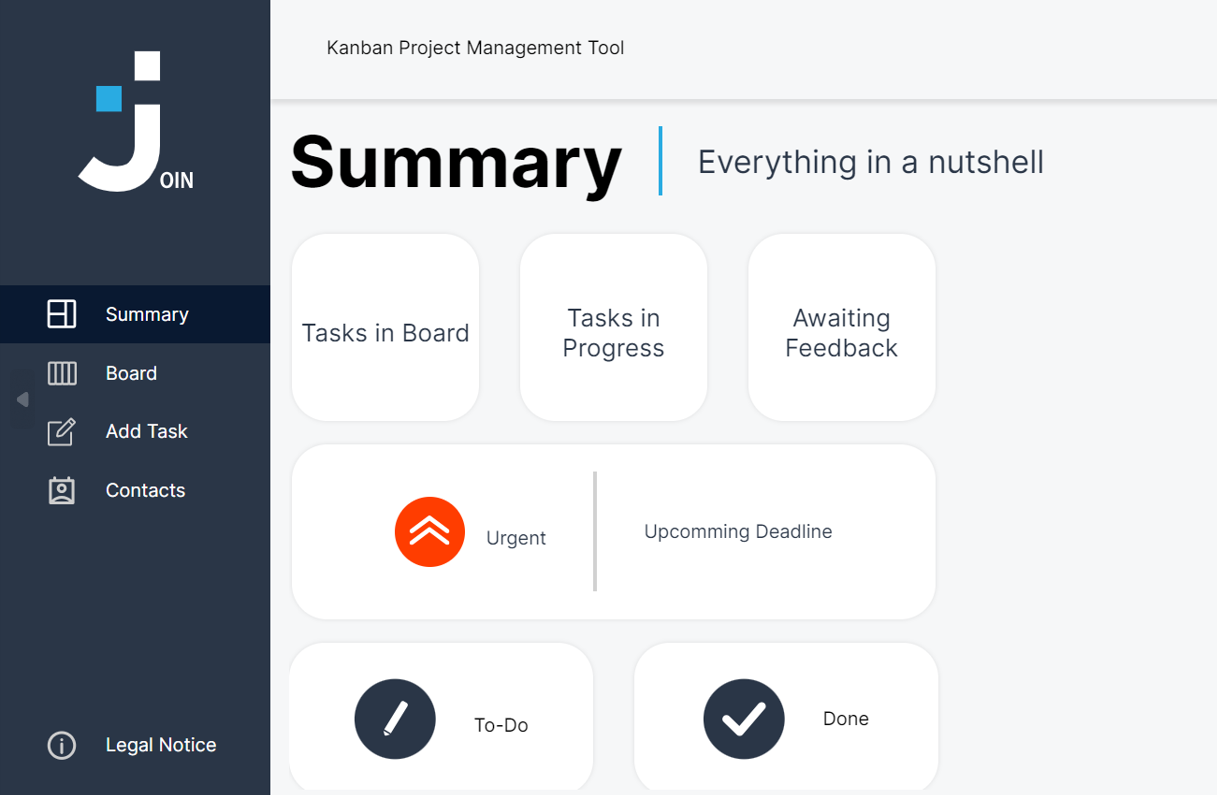 Kanban Project Management Tool
JOIN
Summary
Everything in a nutshell
Tasks in Board
Tasks in
Progress
Awaiting
Feedback
Summary
Board
Add Task
Contacts
Urgent
Upcomming Deadline
To-Do
Done
Legal Notice